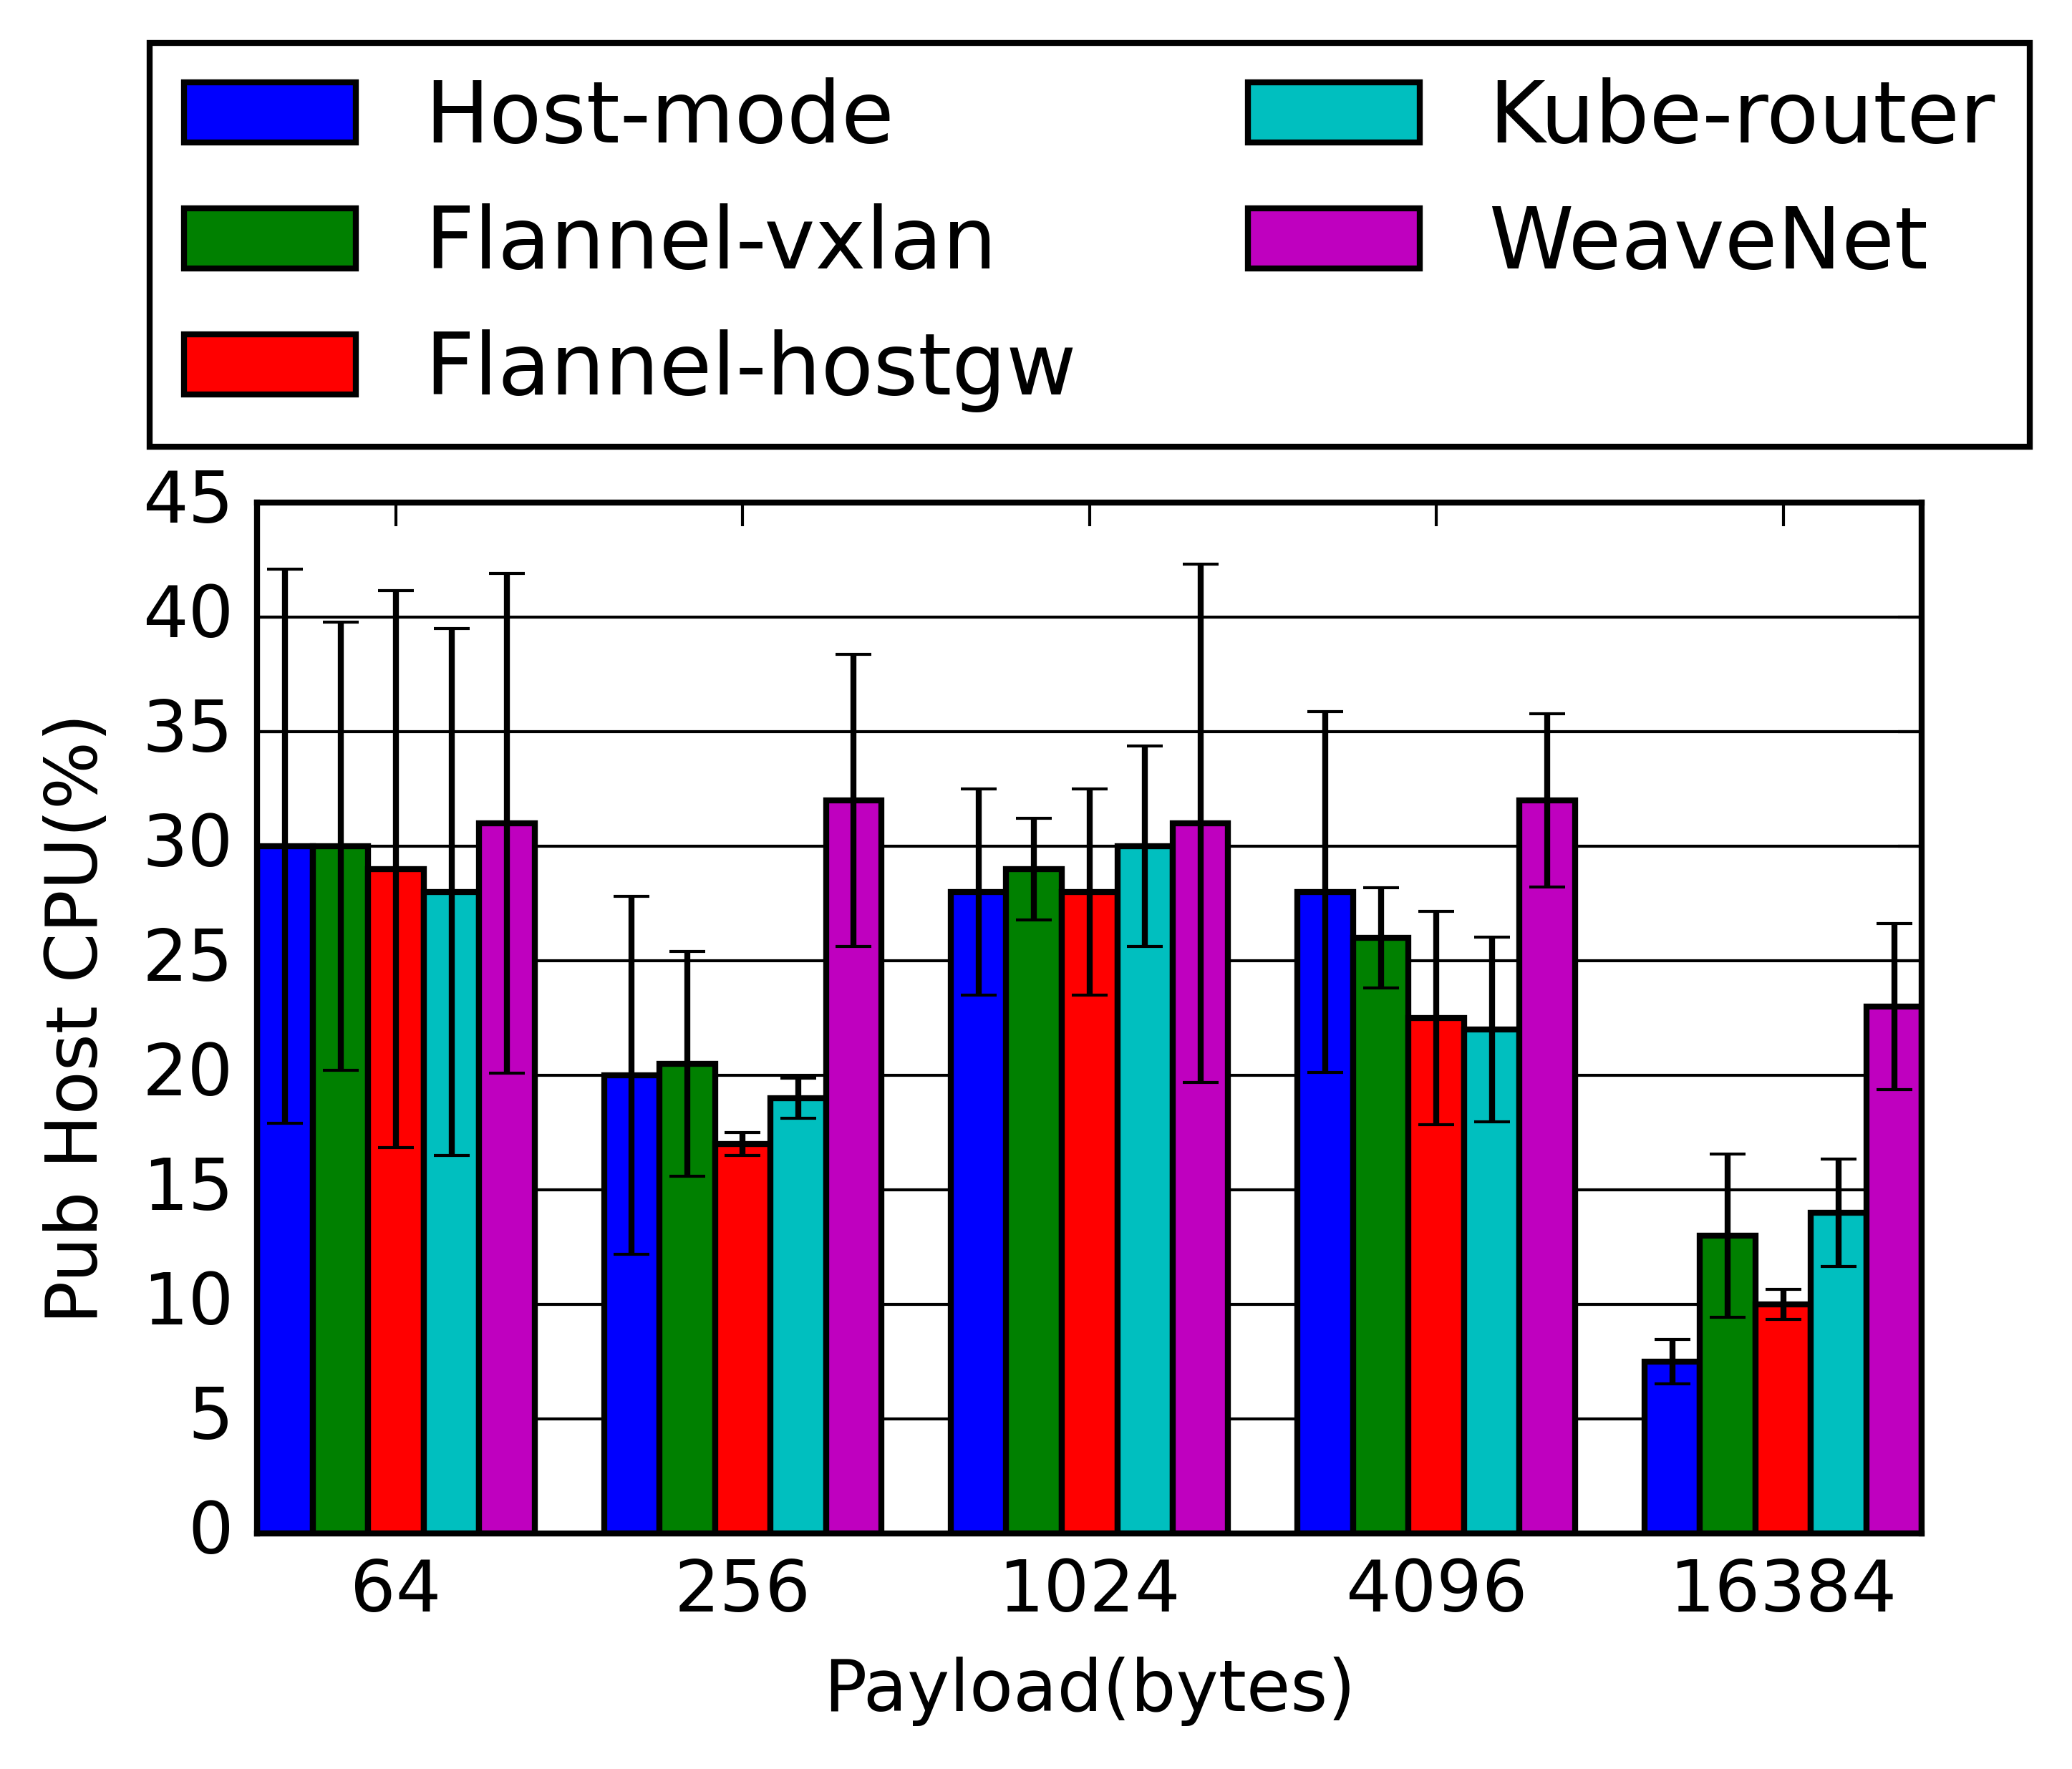 Host-mode
Flannel-vxlan
Flannel-hostgw
Kube-router
WeaveNet
45
40
35
30
25
20
15
10
5
0
Pub Host CPU(%)
64 256 1024 4096 16384
Payload(bytes)